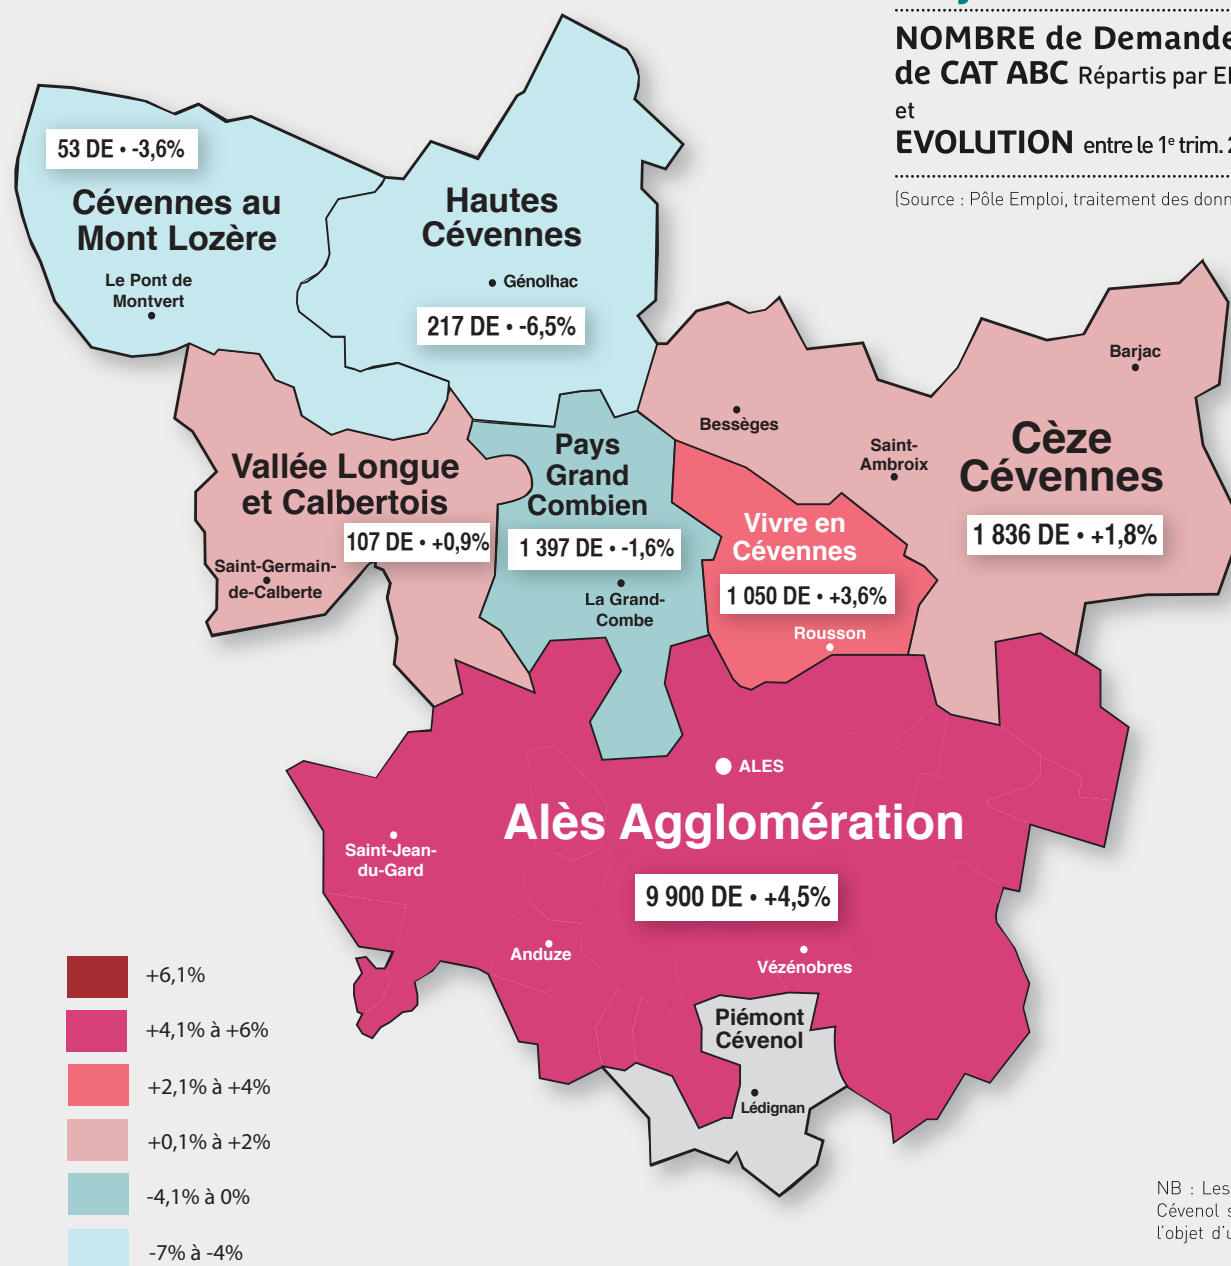 NOMBRE de
de CAT ABC Répartis par
et
EVOLUTION entre le 1e trim.
(Source : Pôle Emploi, traitement des
53 DE • -3,6%
Cévennes au
Mont Lozère
Le Pont de
Montvert
Hautes
Cévennes
Génolhac
217 DE • -6,5%
Barjac
Bessèges
Saint-
Ambroix
Cèze
Cévennes
1 836 DE • +1,8%
Vallée Longue
et Calbertois
107 DE • +0,9%
Saint-Germain-
de-Calberte
Pays
Grand
Combien
1 397 DE • -1,6%
La Grand-
Combe
Vivre en
Cévennes
1 050 DE • +3,6%
Rousson
ALES
Alès Agglomération
9 900 DE • +4,5%
Saint-Jean-
du-Gard
Anduze
Vézénobres
Piémont
Cévenol
Lédignan
+6,1%
+4,1% à +6%
+2,1% à +4%
+0,1% à +2%
-4,1% à 0%
-7% à -4%
NB : Les
Cévenol
l'objet